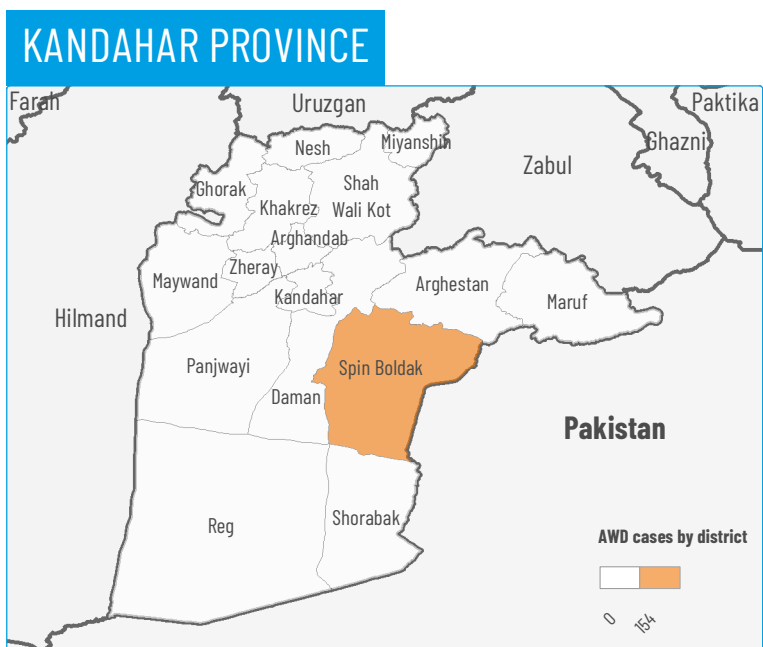 KANDAHAR PROVINCE
Farah
Uruzgan
Paktika
Nesh
Miyanshin
Ghazni
Zabul
Ghorak
Shah
Wali Kot
Khakrez
Arghandab
Zheray
Maywand
Kandahar
Arghestan
Maruf
Hilmand
Panjwayi
Spin Boldak
Daman
Pakistan
Reg
Shorabak
AWD cases by district
0
154